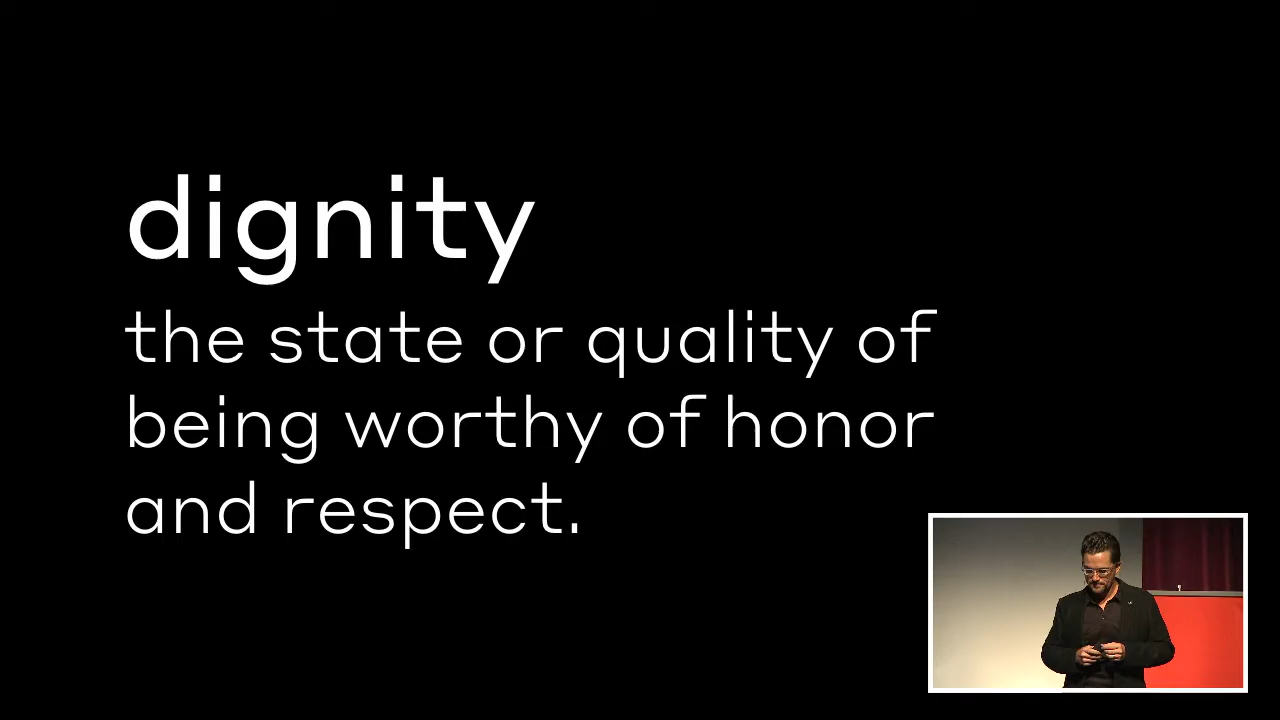 dignity
the state or quality of
being worthy of honor
and respect.